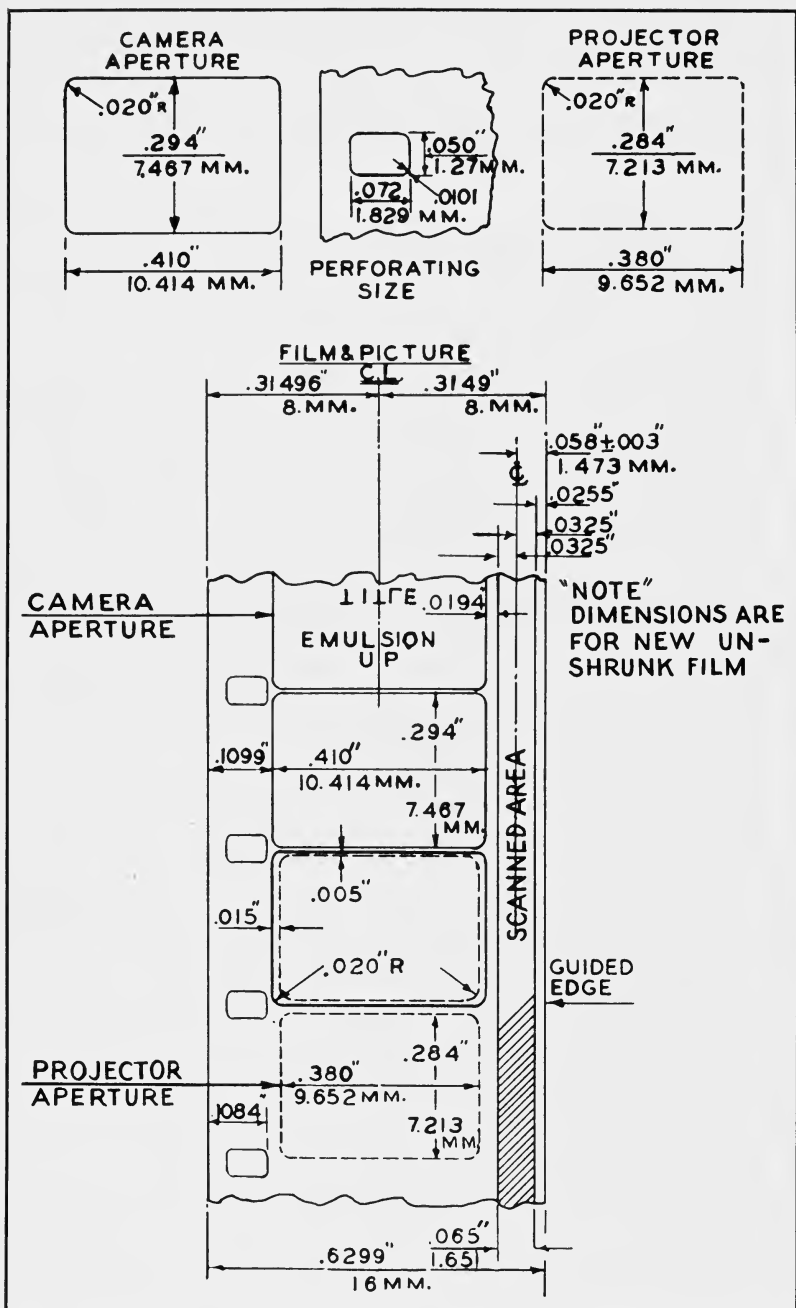 CAMERA
APERTURE
.020"R
.294"
7.467 MM.
.410"
10.414 MM.
.050"
1.27 MM.
.072
1.829 MM.
.0101
PERFORATING
SIZE
PROJECTOR
APERTURE
.020"R
.284"
7.213 MM.
.380"
9.652 MM.
FILM & PICTURE
C.L.
.31496"
8. MM.
.3149"
8 MM.
.058"±.003"
1.473 MM.
.0255"
.0325"
.0325"
CAMERA
APERTURE
TITLE
.0194"
EMULSION
UP
"NOTE"
DIMENSIONS ARE
FOR NEW UN-
SHRUNK FILM
.1099"
.294"
.410"
10.414 MM.
7.467
MM.
SCANNED AREA
.005"
.015"
.020"R
GUIDED
EDGE
PROJECTOR
APERTURE
.284"
.380"
9.652 MM.
.1084"
7.213
MM
.065"
1.651
.6299"
16 MM.